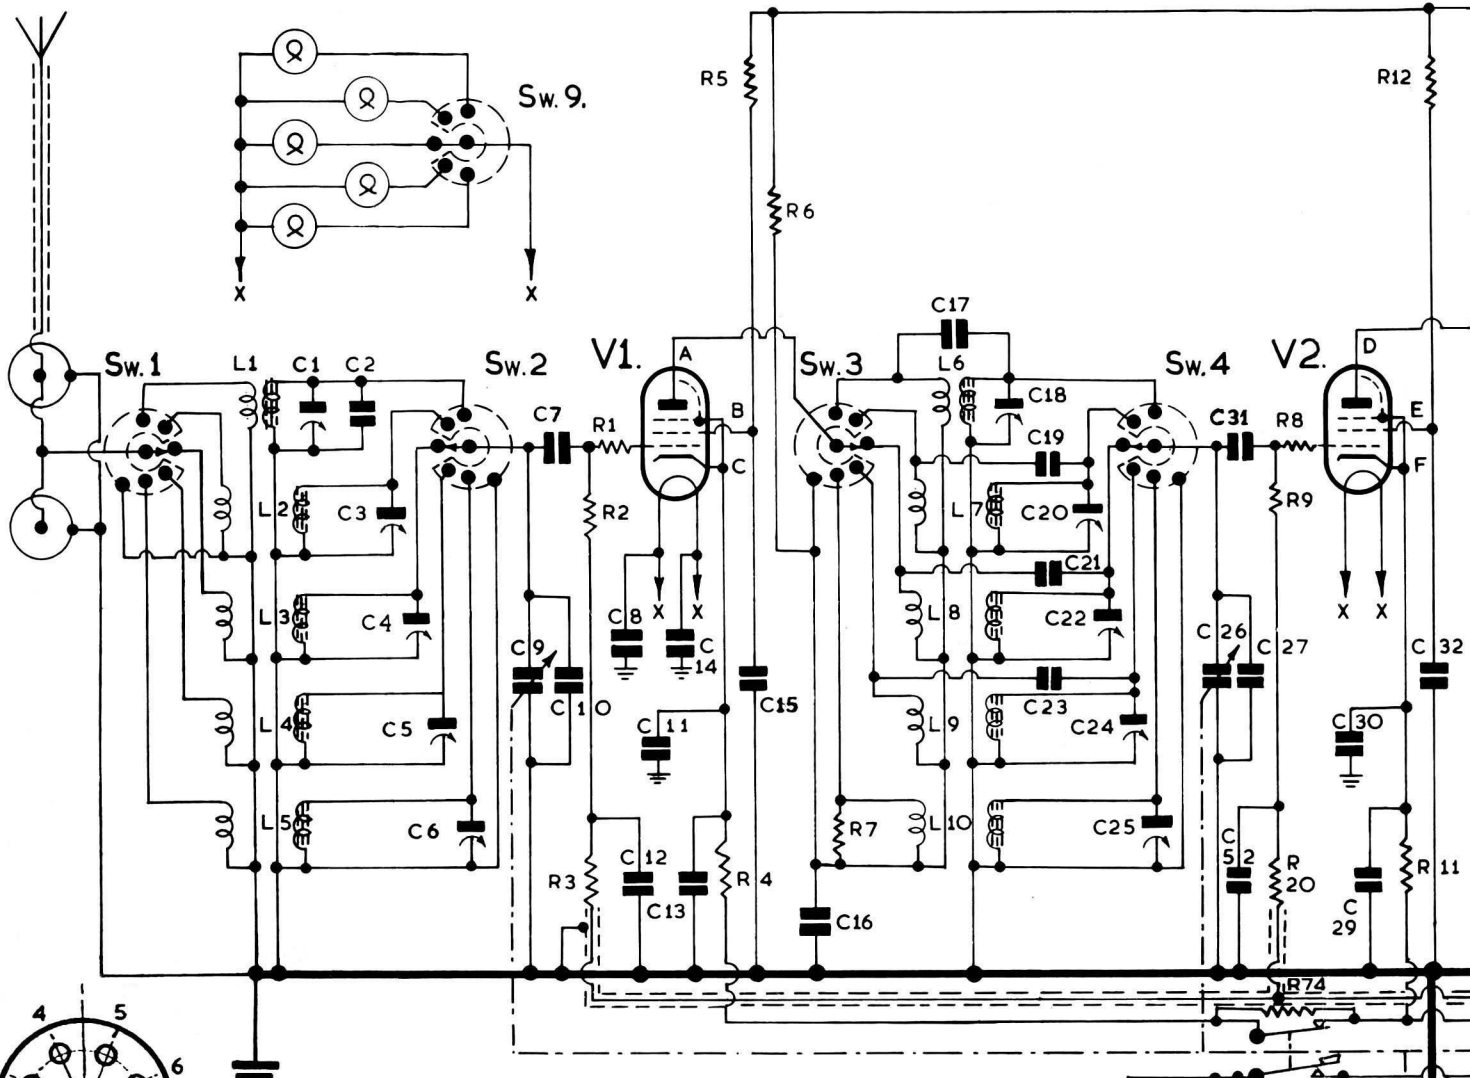 R5
R12
Sw. 9.
R6
X X
C17
Sw.1 L1 C1 C2 Sw.2 V1. A Sw.3 L6 Sw.4 V2. D
C18
C7 R1 B C19 C31 R8 E
C F
L2 C3 R2 L7 C20 R9
C21
X X X X
L3 C4 C8 C14 L8 C22
C9 C10 C26 C27 C32
L4 C5 C11 C15 L9 C23 C24 C30
L5 C6 R7 L10 C25
R3 C12 R4 C52 R20 R11
C13 C16 C29
R74
4 5
6